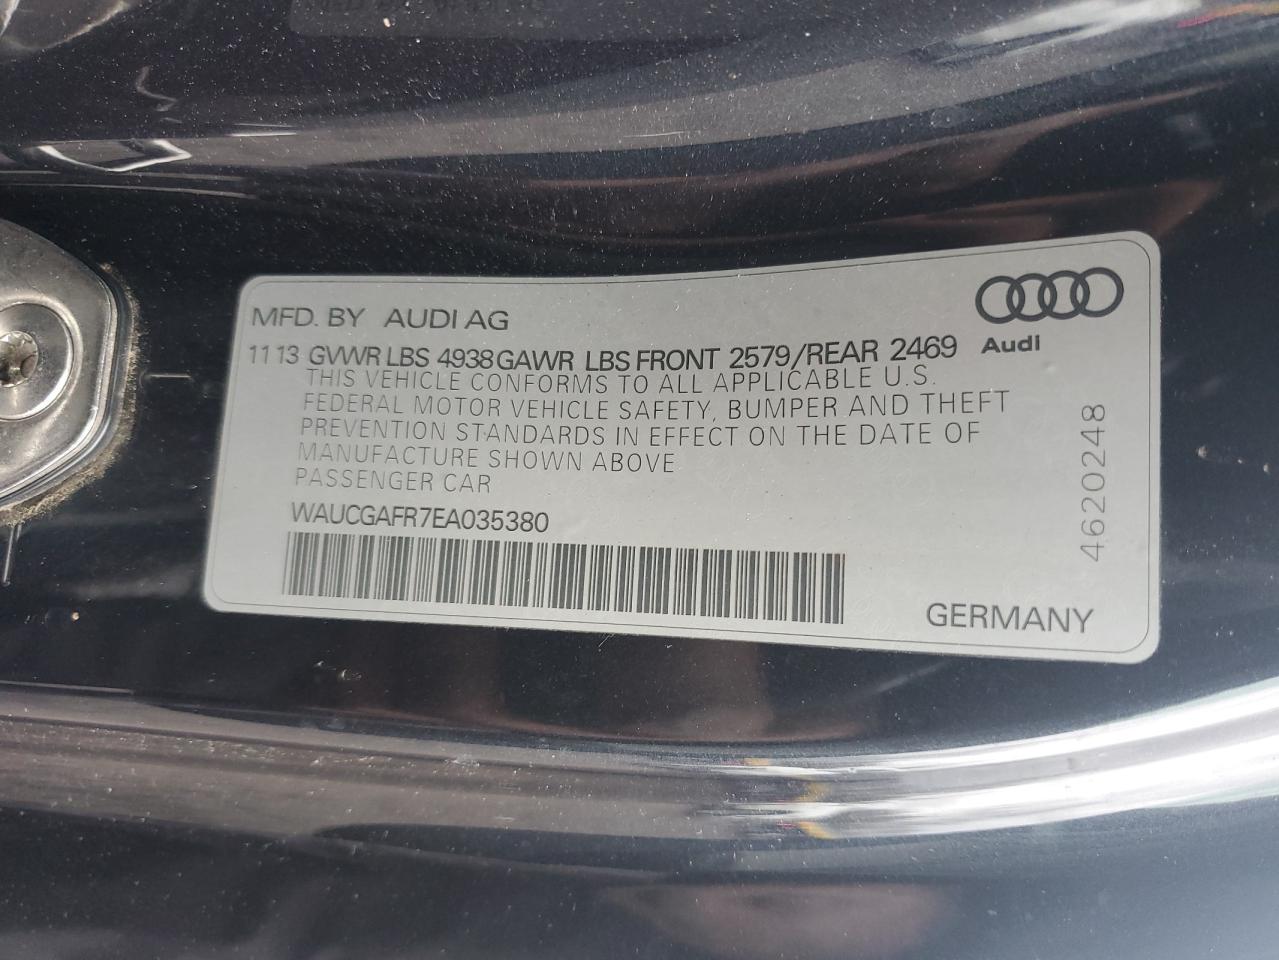 MFD. BY AUDI AG
11 13 GVWR LBS 4938 GAWR LBS FRONT 2579/REAR 2469
Audi
THIS VEHICLE CONFORMS TO ALL APPLICABLE U.S.
FEDERAL MOTOR VEHICLE SAFETY, BUMPER AND THEFT
PREVENTION STANDARDS IN EFFECT ON THE DATE OF
MANUFACTURE SHOWN ABOVE
PASSENGER CAR
WAUCGAFR7EA035380
46202248
GERMANY